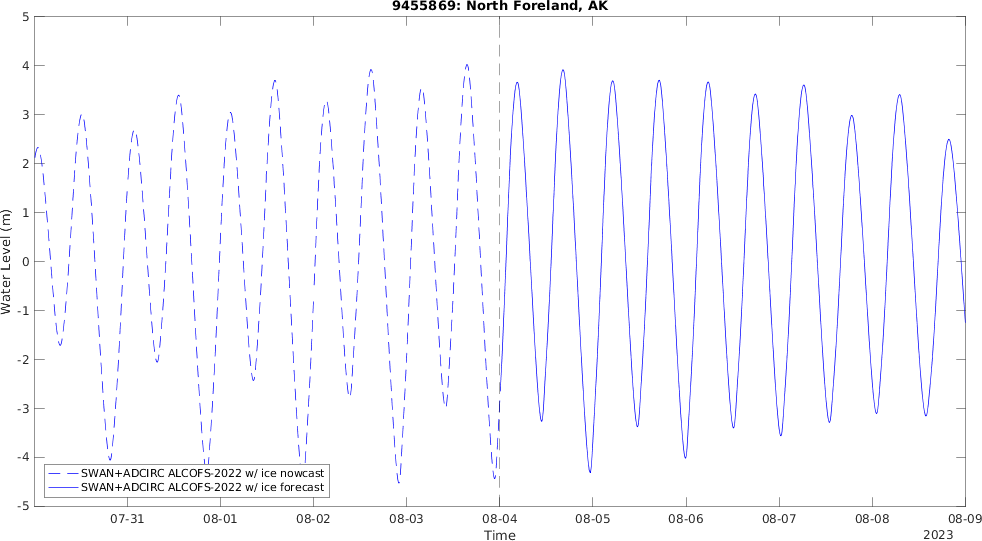 9455869: North Foreland, AK
5
4
3
2
1
0
-1
-2
-3
-4
-5
Water Level (m)
SWAN+ADCIRC ALCOFS-2022 w/ ice nowcast
SWAN+ADCIRC ALCOFS-2022 w/ ice forecast
07-31 08-01 08-02 08-03 08-04 08-05 08-06 08-07 08-08 08-09
Time
2023